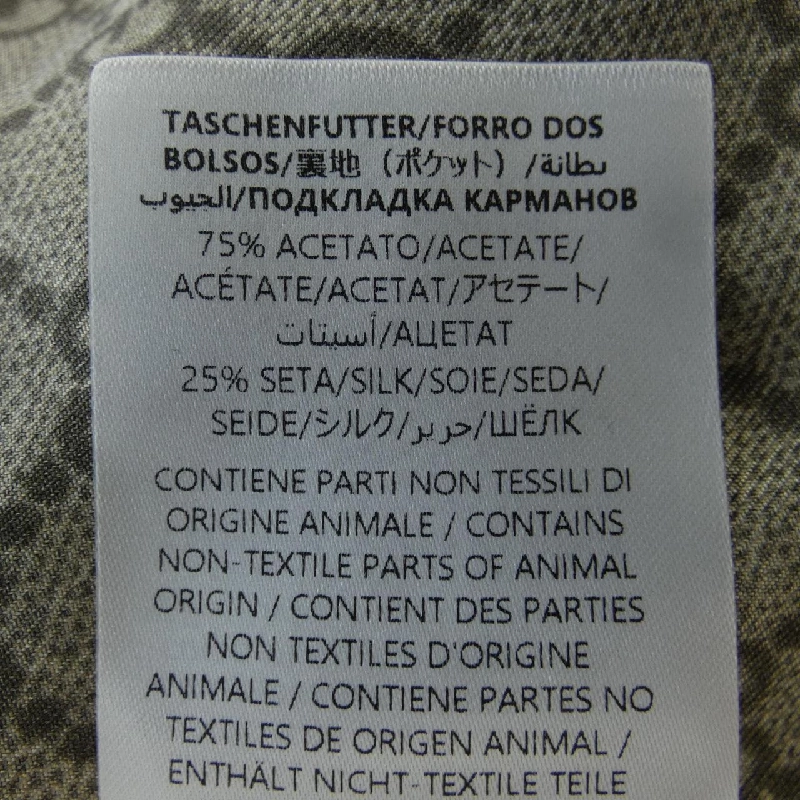 TASCHENFUTTER/FORRO DOS
BOLSOS/裏地（ポケット）/بطانة
الجيوب/ПОДКЛАДКА КАРМАНОВ
75% ACETATO/ACETATE/
ACÉTATE/ACETAT/アセテート/
أسيتات/АЦЕТАТ
25% SETA/SILK/SOIE/SEDA/
SEIDE/シルク/حرير/ШЁЛК
CONTIENE PARTI NON TESSILI DI
ORIGINE ANIMALE / CONTAINS
NON-TEXTILE PARTS OF ANIMAL
ORIGIN / CONTIENT DES PARTIES
NON TEXTILES D'ORIGINE
ANIMALE / CONTIENE PARTES NO
TEXTILES DE ORIGEN ANIMAL /
ENTHÄLT NICHT-TEXTILE TEILE